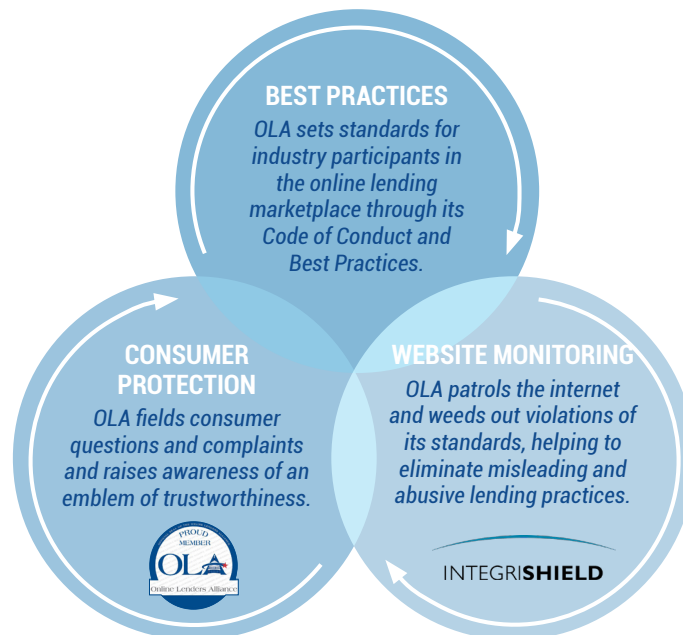 BEST PRACTICES
OLA sets standards for
industry participants in
the online lending
marketplace through its
Code of Conduct and
Best Practices.
CONSUMER
PROTECTION
OLA fields consumer
questions and complaints
and raises awareness of an
emblem of trustworthiness.
PROUD
MEMBER
OLA
Online Lenders Alliance
WEBSITE MONITORING
OLA patrols the internet
and weeds out violations of
its standards, helping to
eliminate misleading and
abusive lending practices.
INTEGRISHIELD